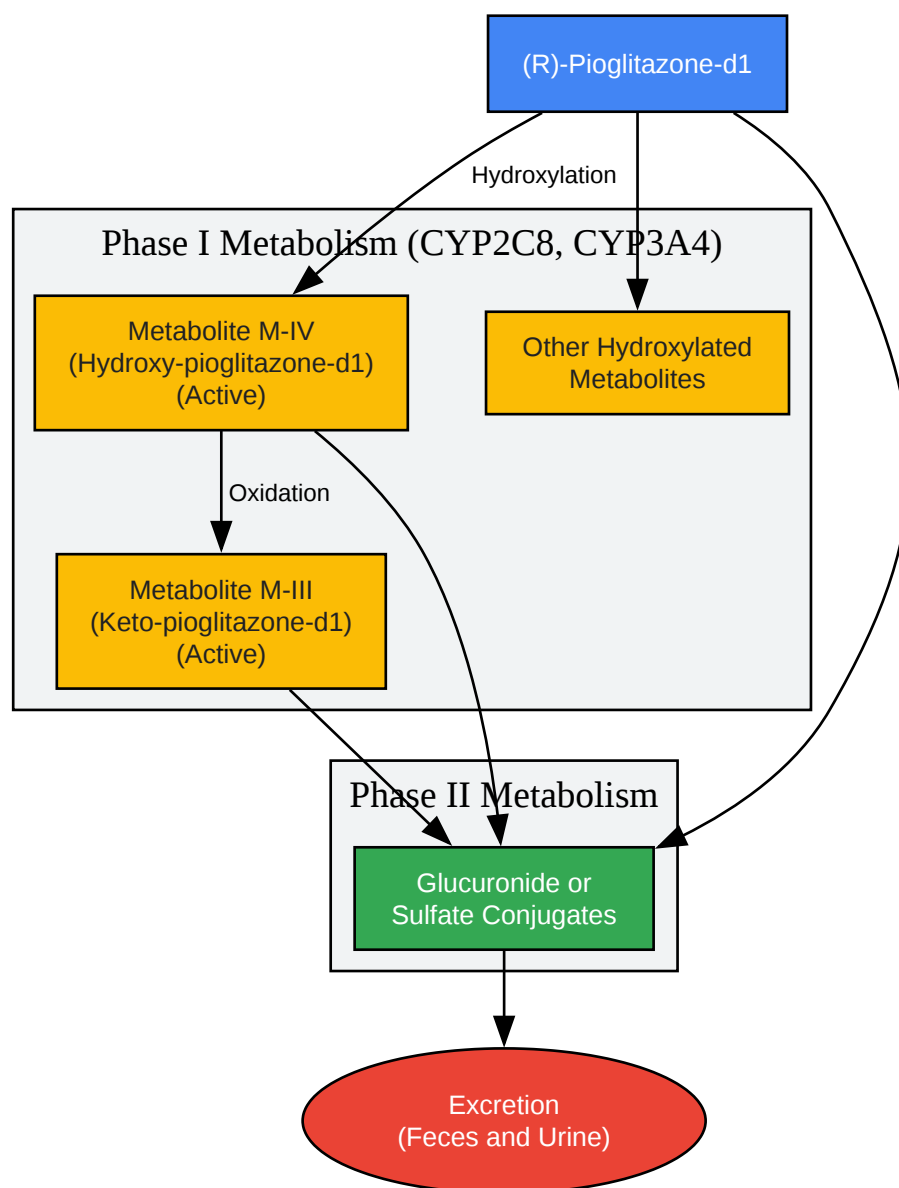 (R)-Pioglitazone-d1
Hydroxylation
Phase I Metabolism (CYP2C8, CYP3A4)
Metabolite M-IV
(Hydroxy-pioglitazone-d1)
(Active)
Other Hydroxylated
Metabolites
Oxidation
Metabolite M-III
(Keto-pioglitazone-d1)
(Active)
Phase II Metabolism
Glucuronide or
Sulfate Conjugates
Excretion
(Feces and Urine)